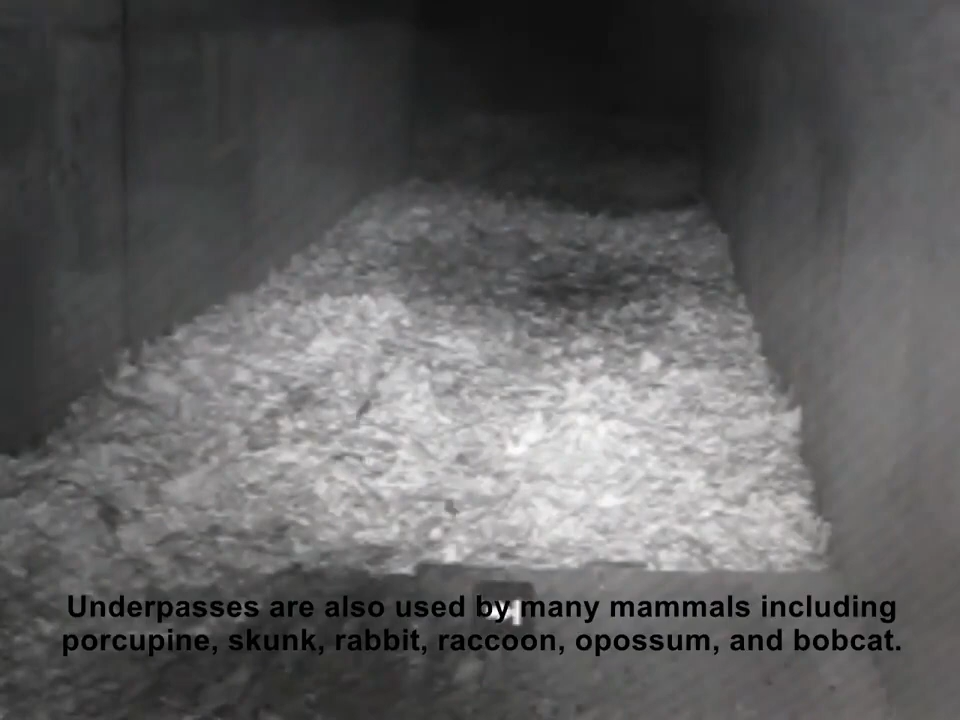 Underpasses are also used by many mammals including
porcupine, skunk, rabbit, raccoon, opossum, and bobcat.